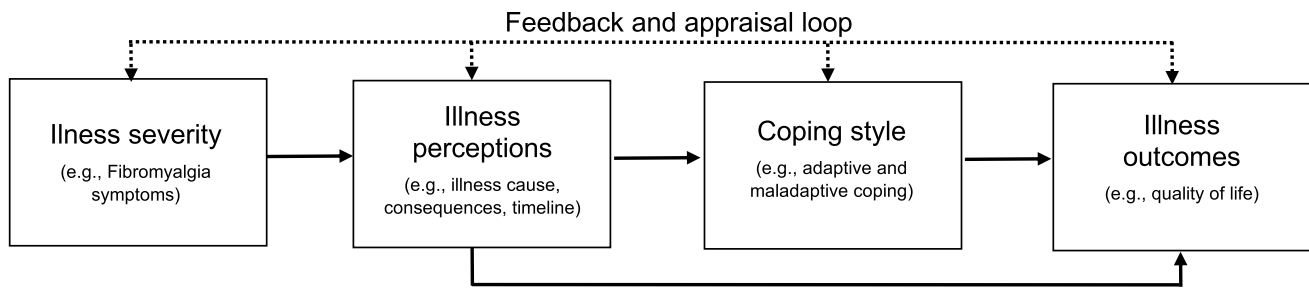 Feedback and appraisal loop
Ilness severity
(e.g., Fibromyalgia
symptoms)
Illness
perceptions
(e.g., illness cause,
consequences, timeline)
Coping style
(e.g., adaptive and
maladaptive coping)
Illness
outcomes
(e.g., quality of life)